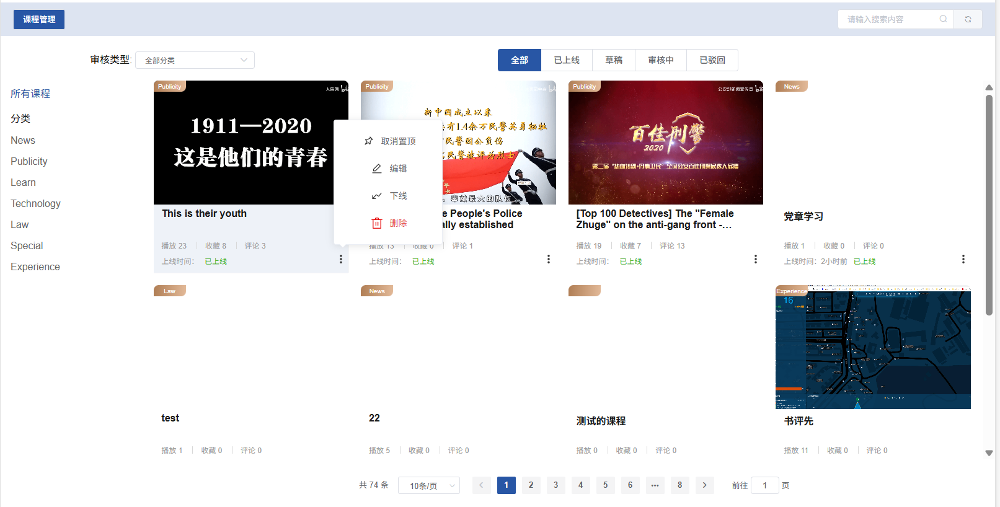 课程管理
请输入搜索内容
审核类型:
全部分类
全部
已上线
草稿
审核中
已驳回
所有课程
分类
News
Publicity
Learn
Technology
Law
Special
Experience
Publicity
人民网
1911—2020
这是他们的青春
This is their youth
播放 23
收藏 8
评论 3
上线时间:
已上线
取消置顶
编辑
下线
删除
Publicity
新中国成立以来
有1.4余万民警英勇牺牲
民警因公负伤
民警被评为烈士
奉献最大的队伍
e People's Police
ally established
播放 13
收藏 0
评论 1
上线时间:
已上线
Publicity
公安部新闻宣传局
百佳刑警
2020
第二届“热血铸剑·丹心卫民”全国公安百佳刑警候选人展播
[Top 100 Detectives] The "Female
Zhuge" on the anti-gang front -...
播放 19
收藏 7
评论 13
上线时间:
已上线
News
党章学习
播放 1
收藏 0
评论 0
上线时间: 2小时前
已上线
Law
test
播放 1
收藏 0
评论 0
News
22
播放 5
收藏 0
评论 0
测试的课程
播放 0
收藏 0
评论 0
Experience
16
书评先
播放 11
收藏 0
评论 0
共 74 条
10条/页
1
2
3
4
5
6
···
8
前往 1 页